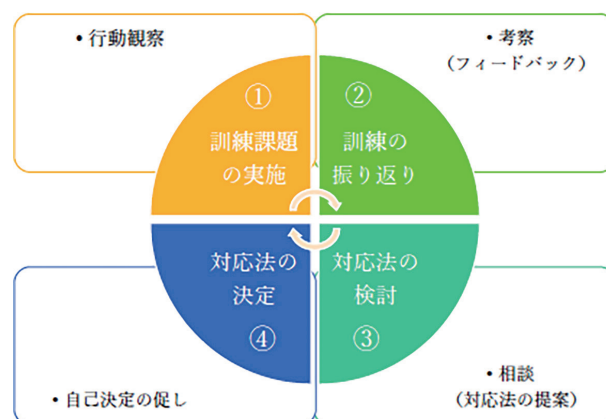 • 行動観察
• 考察
(フィードバック)
①
訓練課題
の実施
②
訓練の
振り返り
対応法の
決定
④
対応法の
検討
③
• 自己決定の促し
• 相談
(対応法の提案)